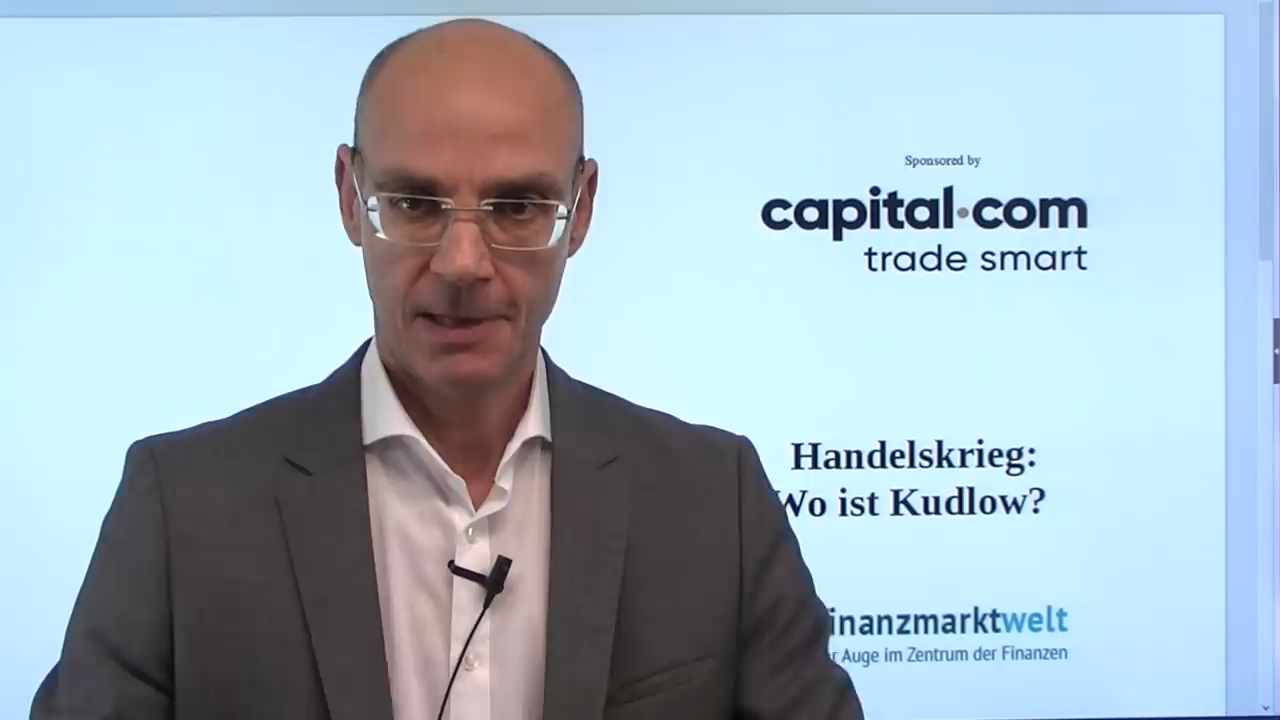 Sponsored by
capital.com
trade smart
Handelskrieg:
Wo ist Kudlow?
inanzmarktwelt
r Auge im Zentrum der Finanzen